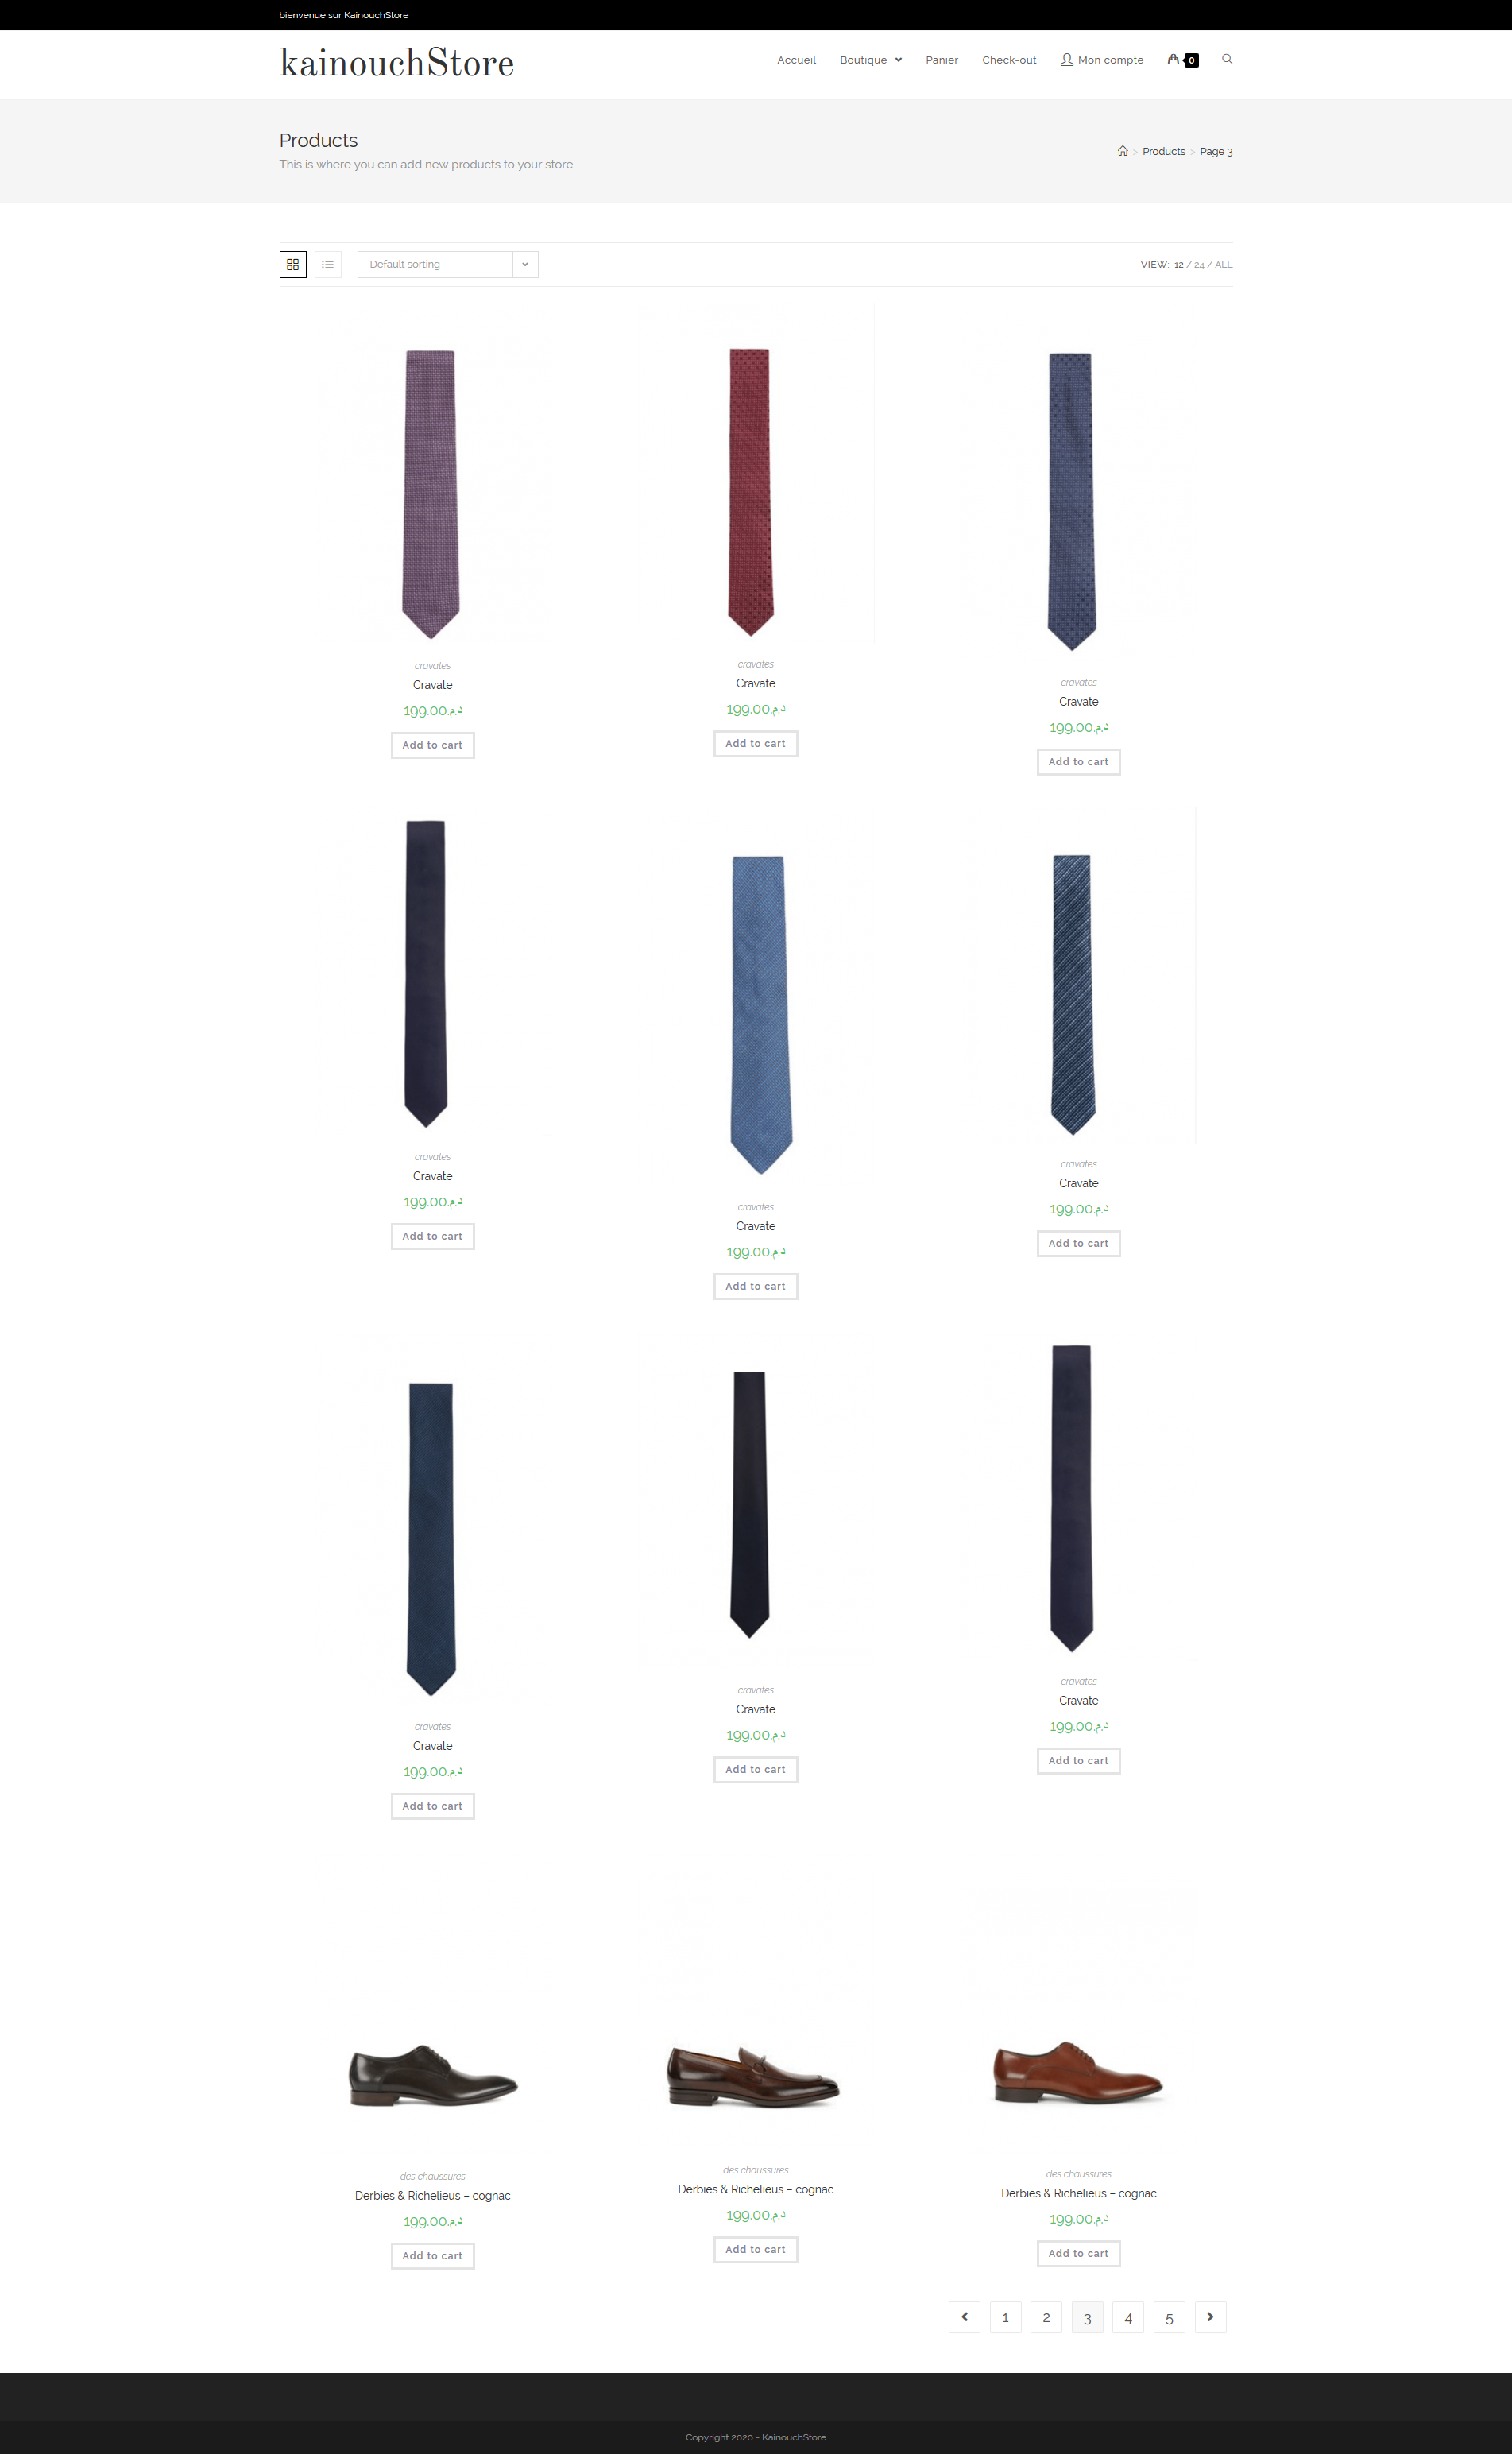 bienvenue sur KainouchStore
kainouchStore
Accueil Boutique Panier Check-out Mon compte 0
Products
This is where you can add new products to your store.
> Products > Page 3
Default sorting
VIEW: 12 / 24 / ALL
cravates
Cravate
199.00د.م.
Add to cart
cravates
Cravate
199.00د.م.
Add to cart
cravates
Cravate
199.00د.م.
Add to cart
cravates
Cravate
199.00د.م.
Add to cart
cravates
Cravate
199.00د.م.
Add to cart
cravates
Cravate
199.00د.م.
Add to cart
cravates
Cravate
199.00د.م.
Add to cart
cravates
Cravate
199.00د.م.
Add to cart
cravates
Cravate
199.00د.م.
Add to cart
des chaussures
Derbies & Richelieus – cognac
199.00د.م.
Add to cart
des chaussures
Derbies & Richelieus – cognac
199.00د.م.
Add to cart
des chaussures
Derbies & Richelieus – cognac
199.00د.م.
Add to cart
1 2 3 4 5
Copyright 2020 - KainouchStore